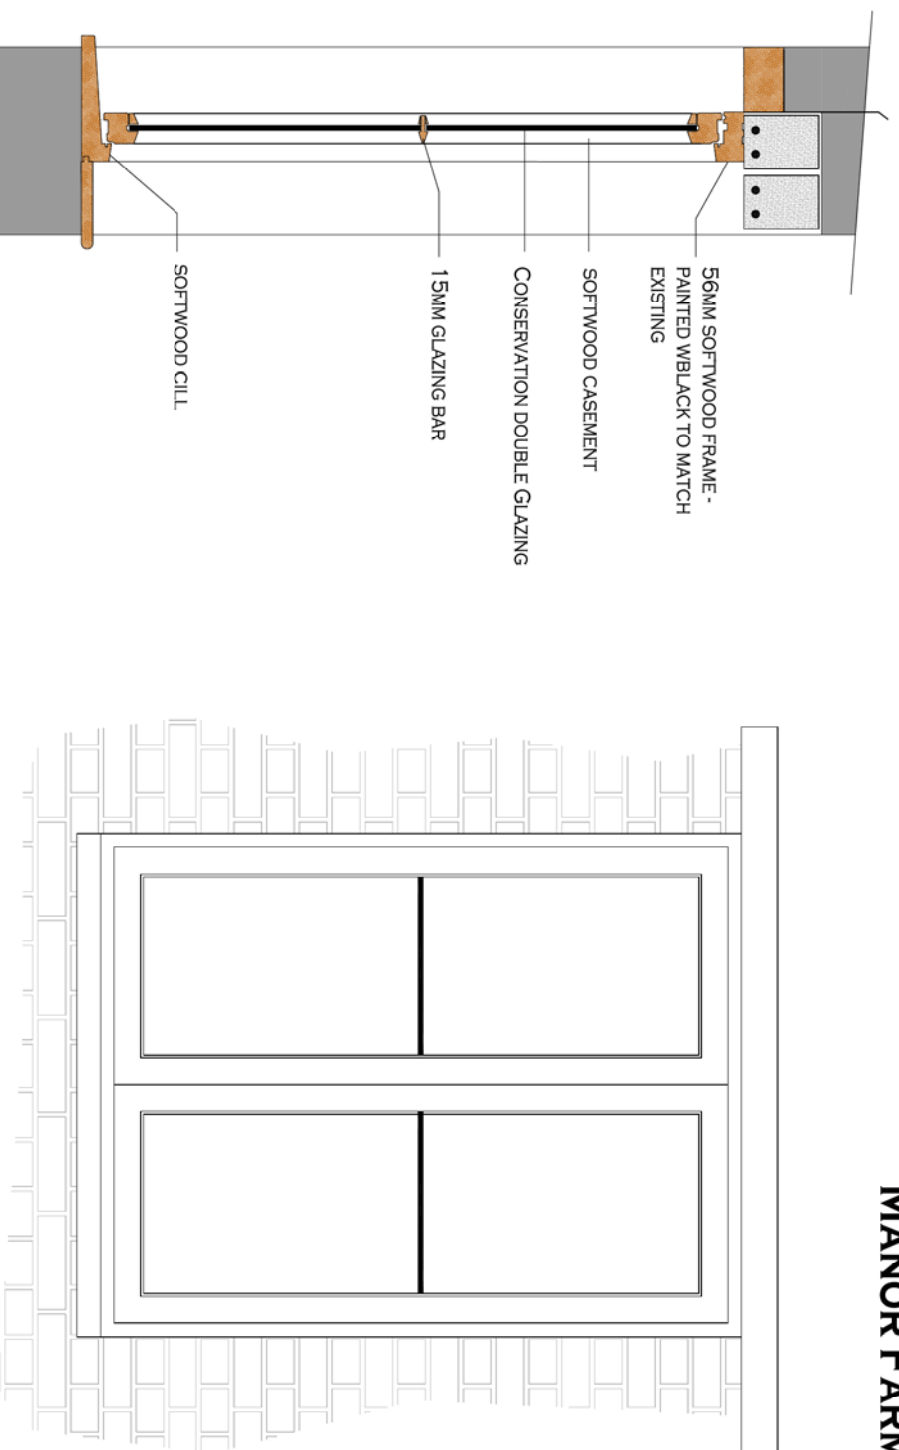 MANOR FARM
56MM SOFTWOOD FRAME -
PAINTED WBLACK TO MATCH
EXISTING
SOFTWOOD CASEMENT
CONSERVATION DOUBLE GLAZING
15MM GLAZING BAR
SOFTWOOD CILL